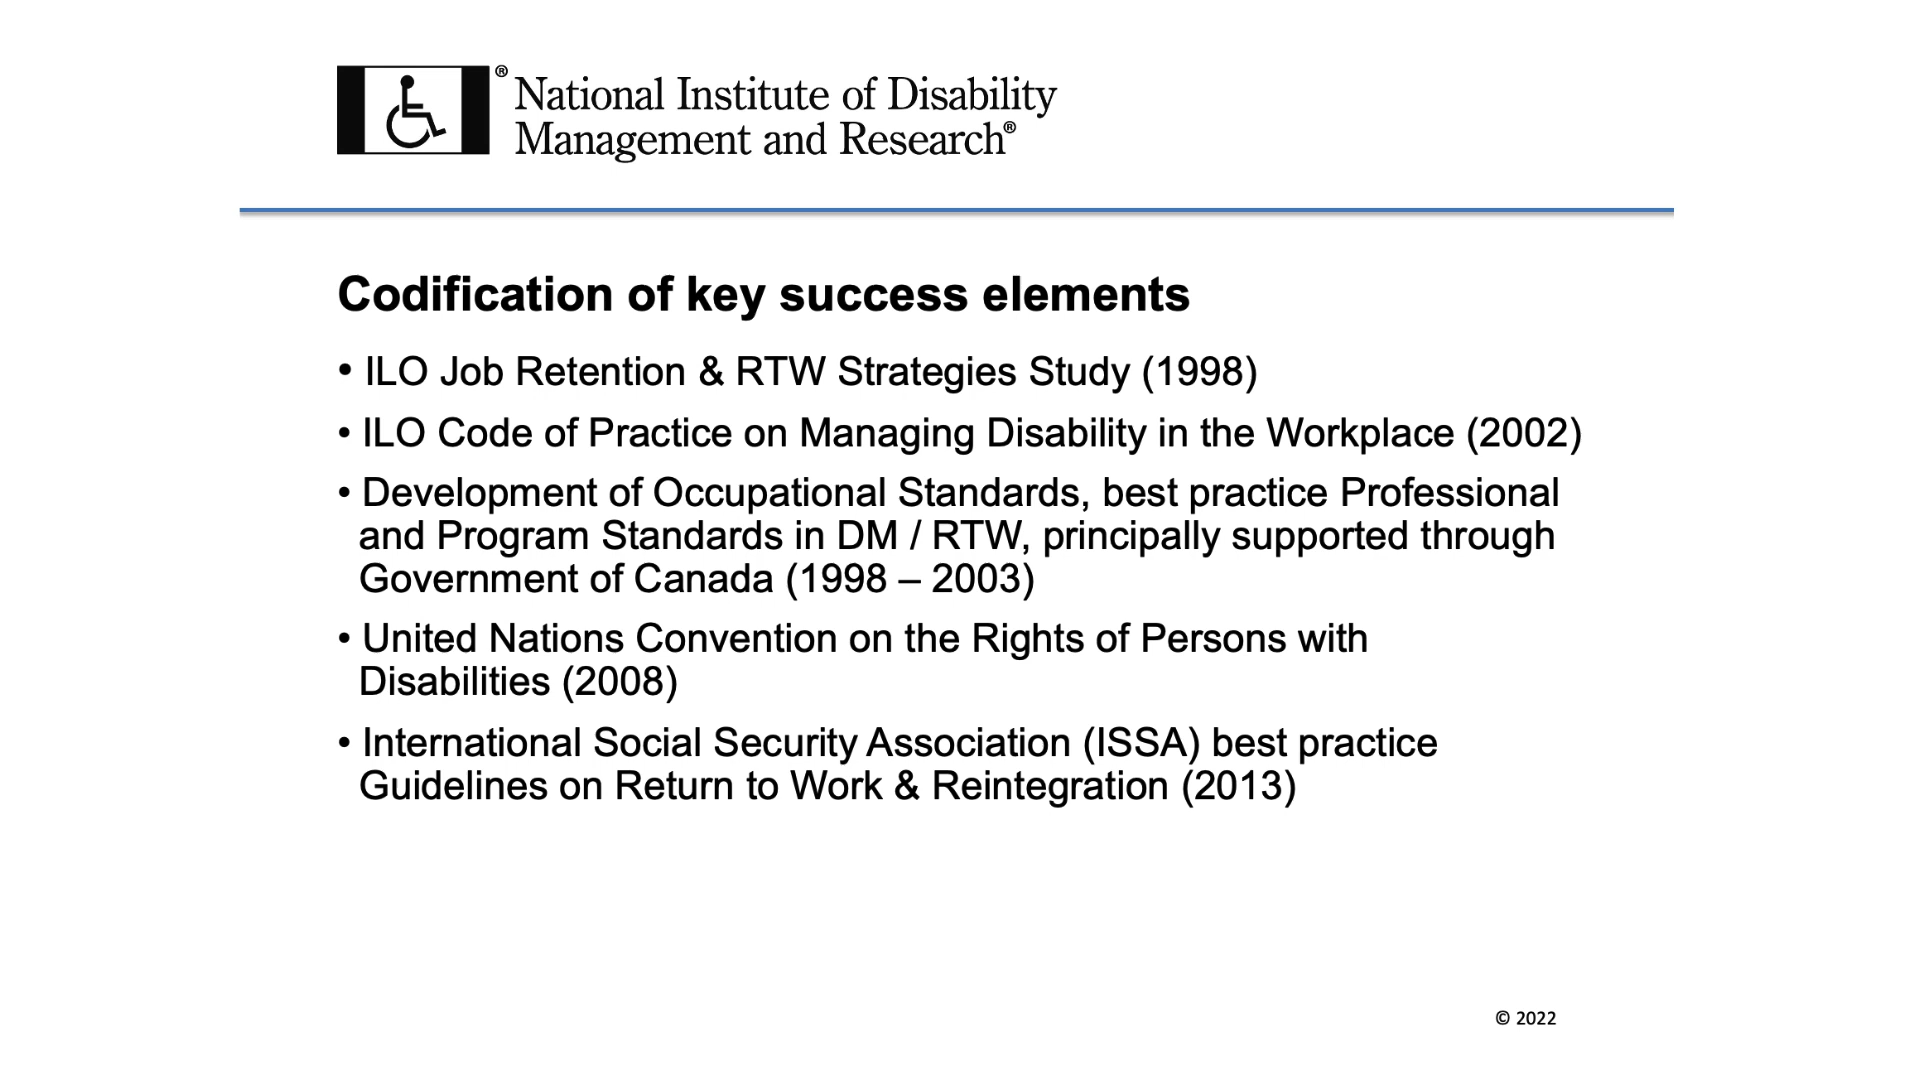 ® National Institute of Disability
Management and Research®
Codification of key success elements
• ILO Job Retention & RTW Strategies Study (1998)
• ILO Code of Practice on Managing Disability in the Workplace (2002)
• Development of Occupational Standards, best practice Professional
and Program Standards in DM / RTW, principally supported through
Government of Canada (1998 – 2003)
• United Nations Convention on the Rights of Persons with
Disabilities (2008)
• International Social Security Association (ISSA) best practice
Guidelines on Return to Work & Reintegration (2013)
© 2022